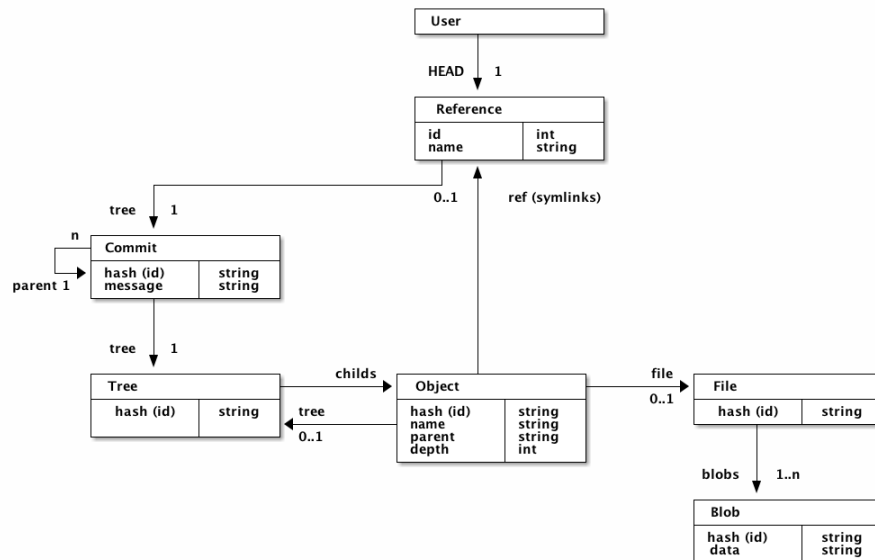 User
HEAD 1
Reference
id int
name string
0..1 ref (symlinks)
tree 1
n
Commit
hash (id) string
message string
parent 1
tree 1
Tree
hash (id) string
childs
tree
0..1
Object
hash (id) string
name string
parent string
depth int
file
0..1
File
hash (id) string
blobs 1..n
Blob
hash (id) string
data string